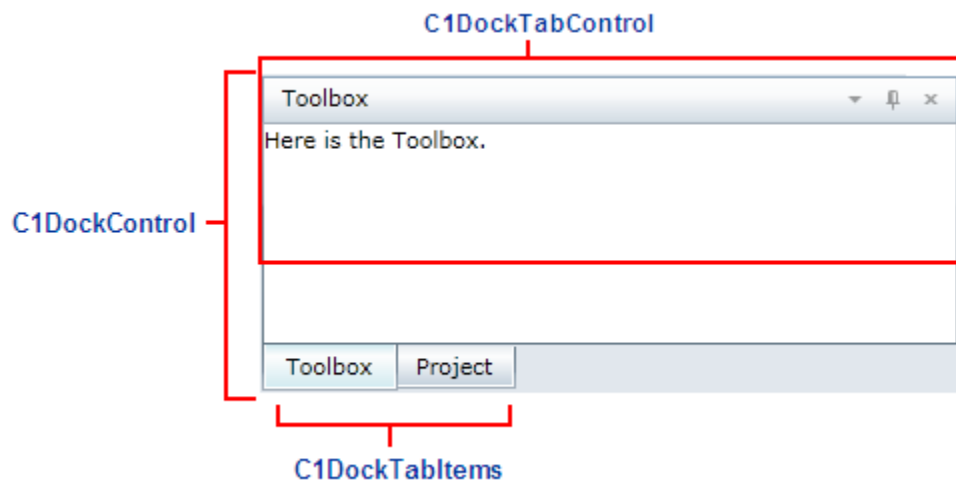 C1DockTabControl
Toolbox
Here is the Toolbox.
C1DockControl
Toolbox Project
C1DockTabItems